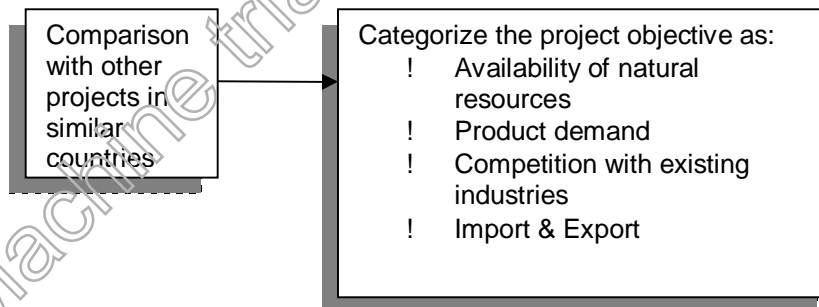 Comparison
with other
projects in
similar
countries
Categorize the project objective as:
! Availability of natural
resources
! Product demand
! Competition with existing
industries
! Import & Export